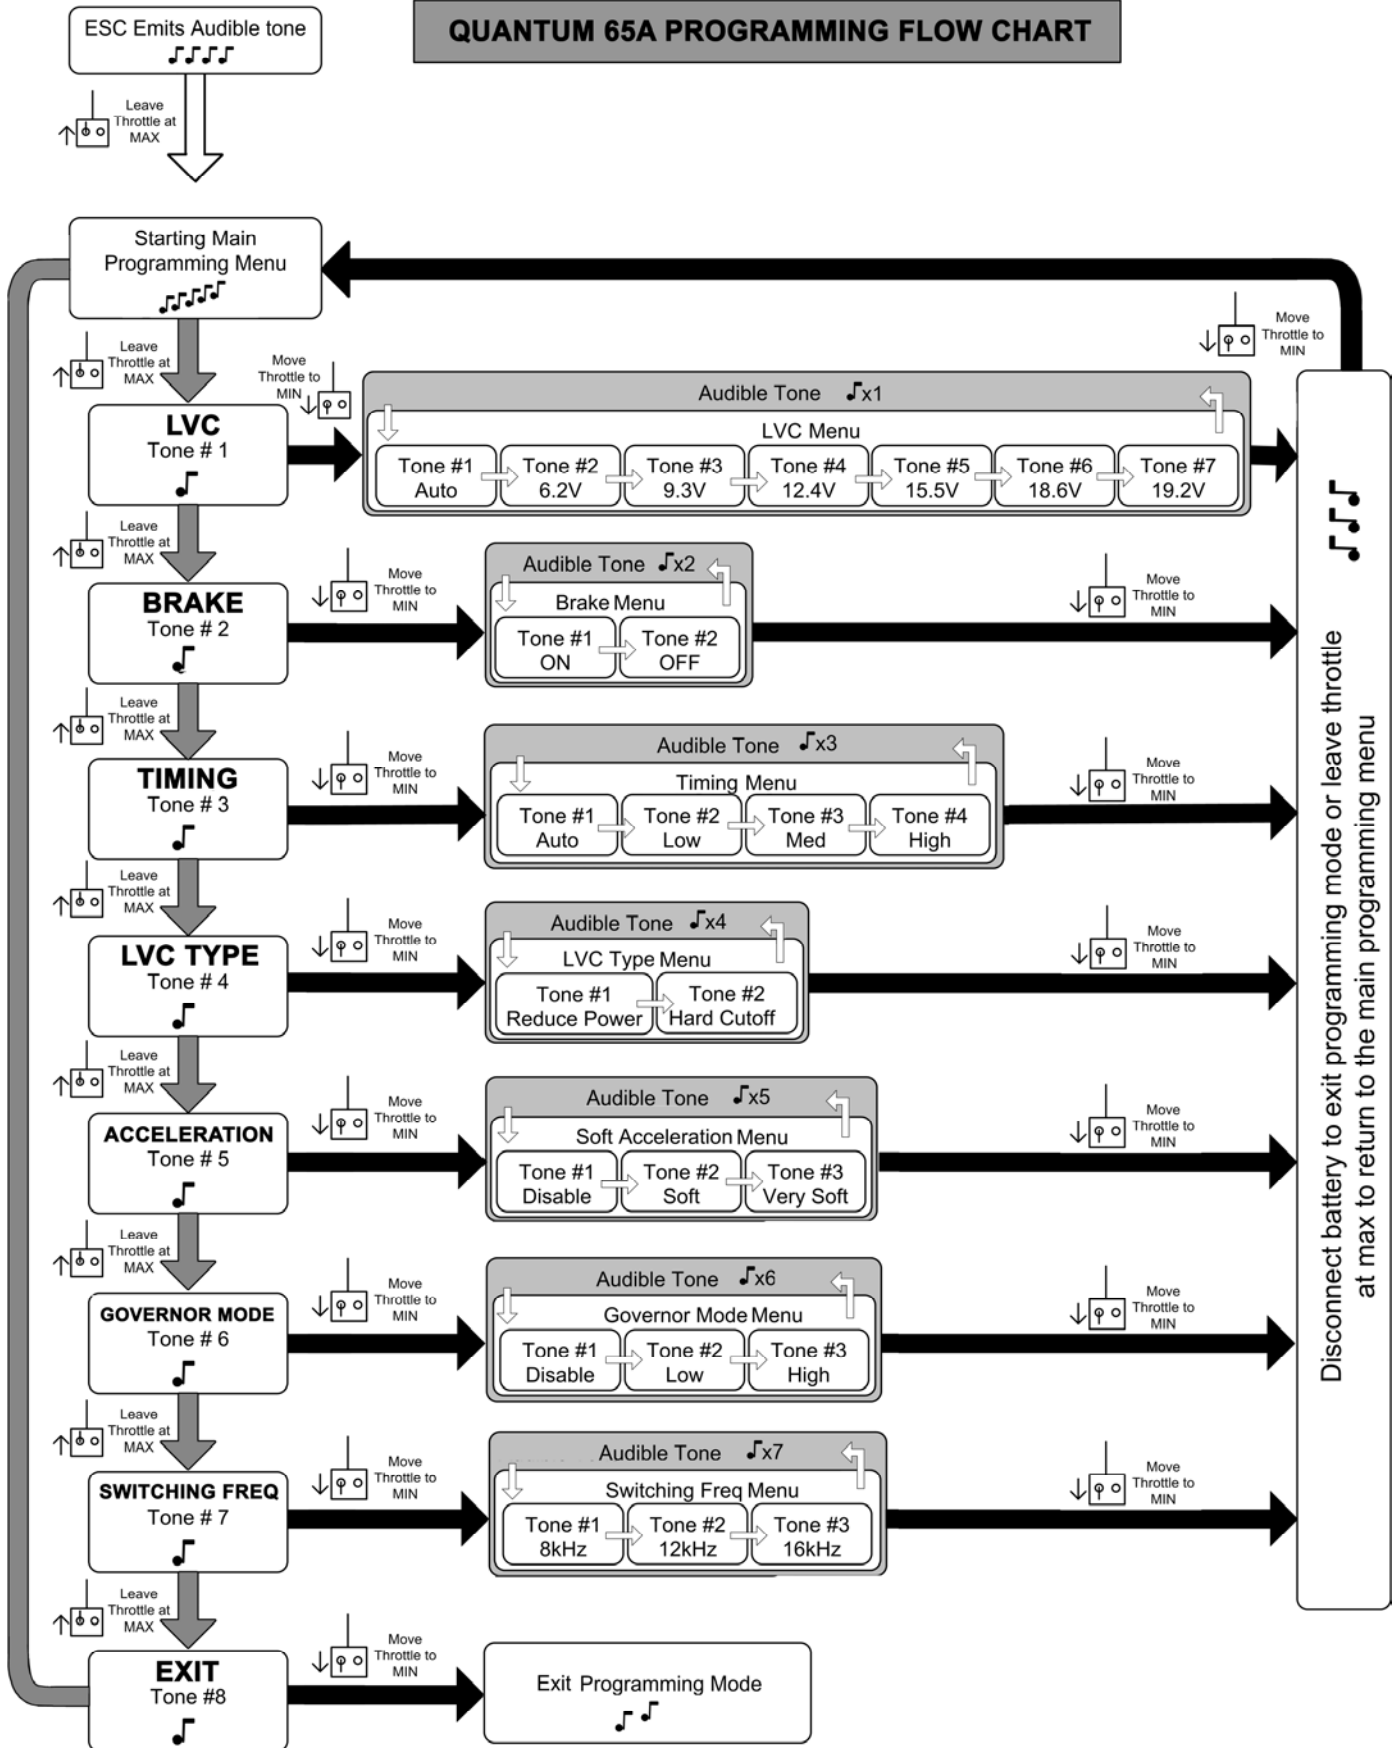 QUANTUM 65A PROGRAMMING FLOW CHART
ESC Emits Audible tone
Leave
Throttle at
MAX
Starting Main
Programming Menu
Move
Throttle to
MIN
Leave
Throttle at
MAX
LVC
Tone # 1
Move
Throttle to
MIN
Audible Tone x1
LVC Menu
Tone #1
Auto
Tone #2
6.2V
Tone #3
9.3V
Tone #4
12.4V
Tone #5
15.5V
Tone #6
18.6V
Tone #7
19.2V
Leave
Throttle at
MAX
BRAKE
Tone # 2
Move
Throttle to
MIN
Audible Tone x2
Brake Menu
Tone #1
ON
Tone #2
OFF
Move
Throttle to
MIN
Leave
Throttle at
MAX
TIMING
Tone # 3
Move
Throttle to
MIN
Audible Tone x3
Timing Menu
Tone #1
Auto
Tone #2
Low
Tone #3
Med
Tone #4
High
Move
Throttle to
MIN
Leave
Throttle at
MAX
LVC TYPE
Tone # 4
Move
Throttle to
MIN
Audible Tone x4
LVC Type Menu
Tone #1
Reduce Power
Tone #2
Hard Cutoff
Move
Throttle to
MIN
Leave
Throttle at
MAX
ACCELERATION
Tone # 5
Move
Throttle to
MIN
Audible Tone x5
Soft Acceleration Menu
Tone #1
Disable
Tone #2
Soft
Tone #3
Very Soft
Move
Throttle to
MIN
Leave
Throttle at
MAX
GOVERNOR MODE
Tone # 6
Move
Throttle to
MIN
Audible Tone x6
Governor Mode Menu
Tone #1
Disable
Tone #2
Low
Tone #3
High
Move
Throttle to
MIN
Leave
Throttle at
MAX
SWITCHING FREQ
Tone # 7
Move
Throttle to
MIN
Audible Tone x7
Switching Freq Menu
Tone #1
8kHz
Tone #2
12kHz
Tone #3
16kHz
Move
Throttle to
MIN
Leave
Throttle at
MAX
EXIT
Tone #8
Move
Throttle to
MIN
Exit Programming Mode
Disconnect battery to exit programming mode or leave throttle
at max to return to the main programming menu